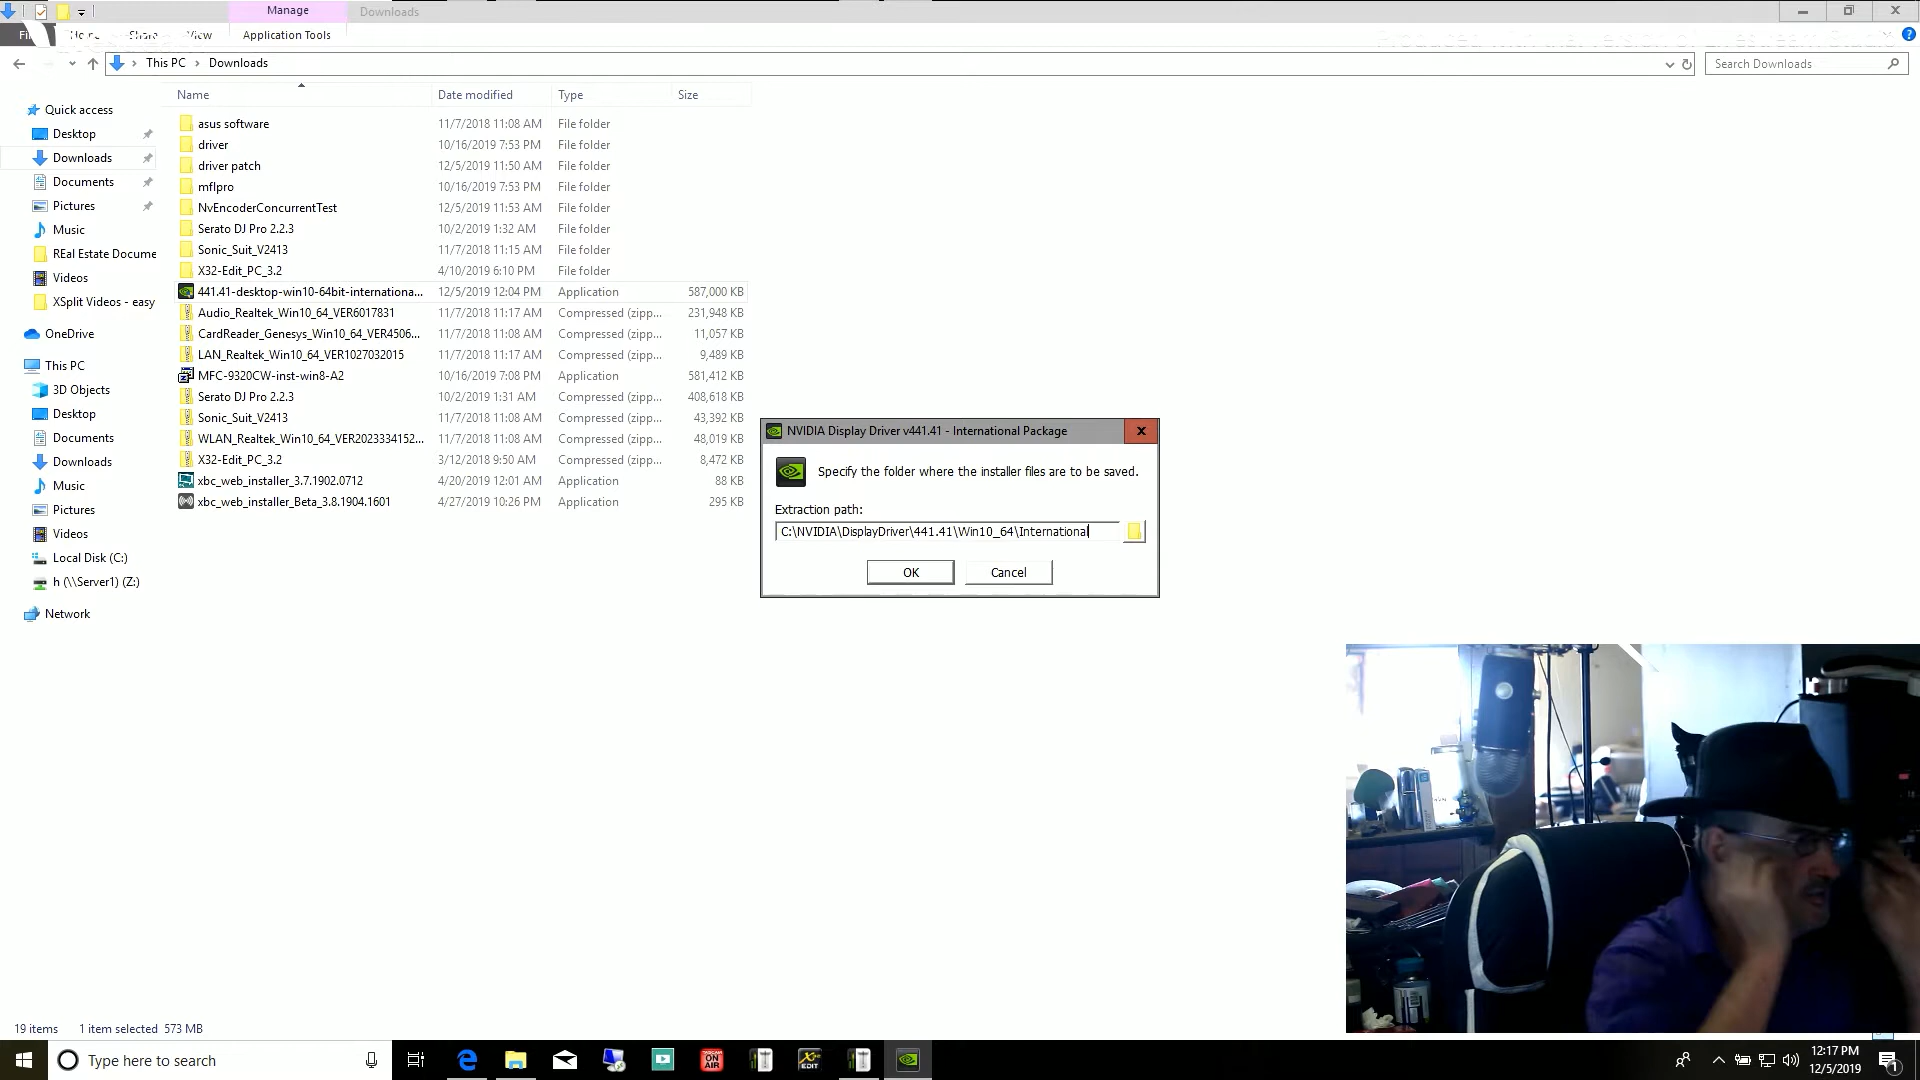 Manage
Downloads
Share
View
Application Tools
This PC
Downloads
Search Downloads
Name
Date modified
Type
Size
Quick access
Desktop
Downloads
Documents
Pictures
Music
REal Estate Docume
Videos
XSplit Videos - easy
OneDrive
This PC
3D Objects
Desktop
Documents
Downloads
Music
Pictures
Videos
Local Disk (C:)
h (\\Server1) (Z:)
Network
asus software 11/7/2018 11:08 AM File folder
driver 10/16/2019 7:53 PM File folder
driver patch 12/5/2019 11:50 AM File folder
mflpro 10/16/2019 7:53 PM File folder
NvEncoderConcurrentTest 12/5/2019 11:53 AM File folder
Serato DJ Pro 2.2.3 10/2/2019 1:32 AM File folder
Sonic_Suit_V2413 11/7/2018 11:15 AM File folder
X32-Edit_PC_3.2 4/10/2019 6:10 PM File folder
441.41-desktop-win10-64bit-internationa... 12/5/2019 12:04 PM Application 587,000 KB
Audio_Realtek_Win10_64_VER6017831 11/7/2018 11:17 AM Compressed (zipp... 231,948 KB
CardReader_Genesys_Win10_64_VER4506... 11/7/2018 11:08 AM Compressed (zipp... 11,057 KB
LAN_Realtek_Win10_64_VER1027032015 11/7/2018 11:17 AM Compressed (zipp... 9,489 KB
MFC-9320CW-inst-win8-A2 10/16/2019 7:08 PM Application 581,412 KB
Serato DJ Pro 2.2.3 10/2/2019 1:31 AM Compressed (zipp... 408,618 KB
Sonic_Suit_V2413 11/7/2018 11:08 AM Compressed (zipp... 43,392 KB
WLAN_Realtek_Win10_64_VER2023334152... 11/7/2018 11:08 AM Compressed (zipp... 48,019 KB
X32-Edit_PC_3.2 3/12/2018 9:50 AM Compressed (zipp... 8,472 KB
xbc_web_installer_3.7.1902.0712 4/20/2019 12:01 AM Application 88 KB
xbc_web_installer_Beta_3.8.1904.1601 4/27/2019 10:26 PM Application 295 KB
NVIDIA Display Driver v441.41 - International Package
Specify the folder where the installer files are to be saved.
Extraction path:
C:\NVIDIA\DisplayDriver\441.41\Win10_64\International
OK
Cancel
19 items 1 item selected 573 MB
Type here to search
ON AIR
EDIT
12:17 PM
12/5/2019
1